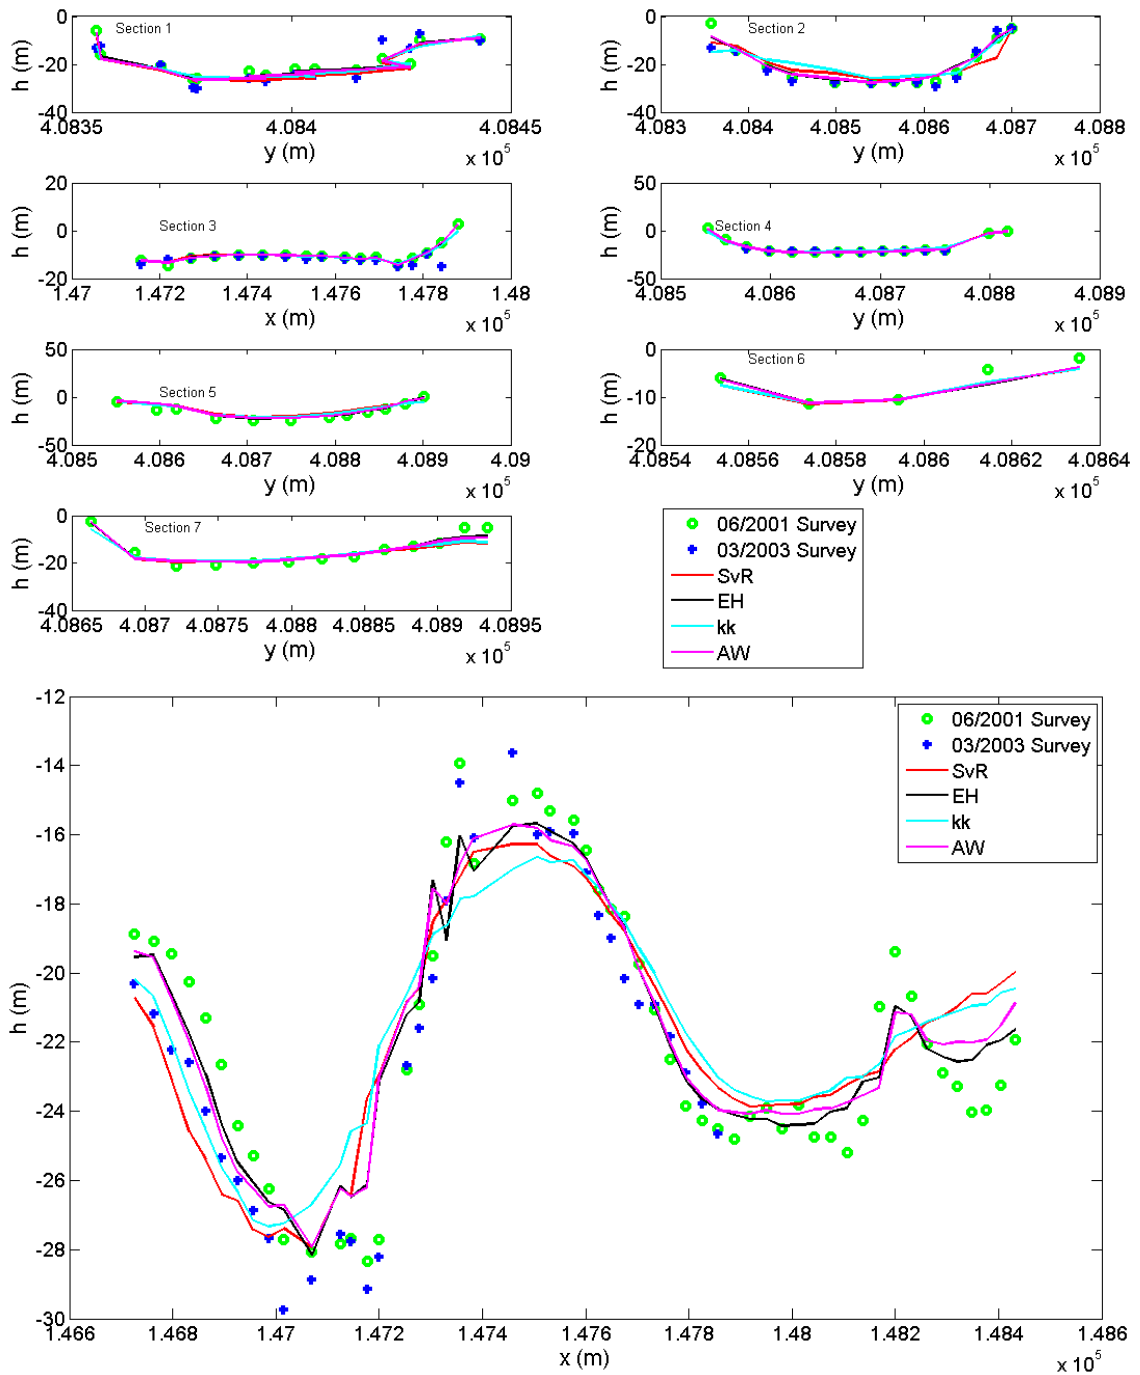 0
-20
-40
h (m)
Section 1
4.0835
4.084
4.0845
y (m)
x 10^5
0
-20
-40
h (m)
Section 2
4.083
4.084
4.085
4.086
4.087
4.088
y (m)
x 10^5
20
0
-20
h (m)
Section 3
1.47
1.472
1.474
1.476
1.478
1.48
x (m)
x 10^5
50
0
-50
h (m)
Section 4
4.085
4.086
4.087
4.088
4.089
y (m)
x 10^5
50
0
-50
h (m)
Section 5
4.085
4.086
4.087
4.088
4.089
4.09
y (m)
x 10^5
0
-10
-20
h (m)
Section 6
4.0854
4.0856
4.0858
4.086
4.0862
4.0864
y (m)
x 10^5
0
-20
-40
h (m)
Section 7
4.0865
4.087
4.0875
4.088
4.0885
4.089
4.0895
y (m)
x 10^5
06/2001 Survey
03/2003 Survey
SvR
EH
kk
AW
-12
-14
-16
-18
-20
-22
-24
-26
-28
-30
h (m)
06/2001 Survey
03/2003 Survey
SvR
EH
kk
AW
1.466
1.468
1.47
1.472
1.474
1.476
1.478
1.48
1.482
1.484
1.486
x (m)
x 10^5